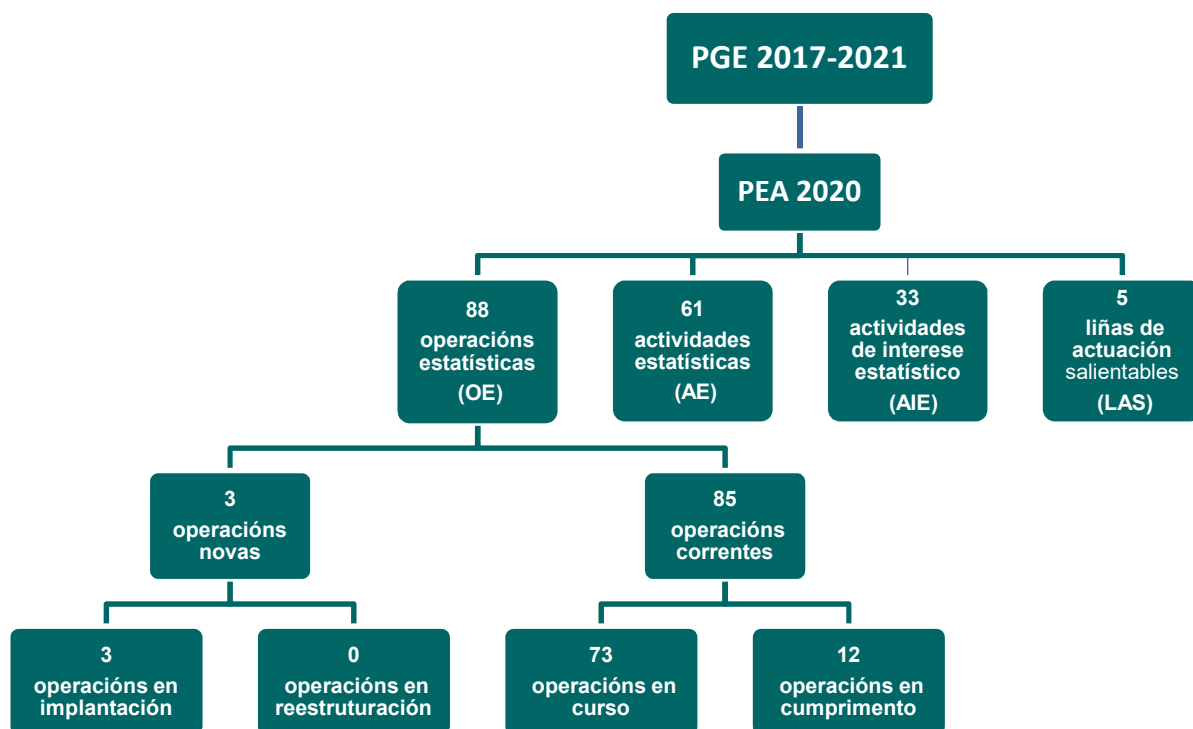 PGE 2017-2021
PEA 2020
88
operacións
estatísticas
(OE)
61
actividades
estatísticas
(AE)
33
actividades
de interese
estatístico
(AIE)
5
liñas de
actuación
salientables
(LAS)
3
operacións
novas
85
operacións
correntes
3
operacións en
implantación
0
operacións en
reestruturación
73
operacións en
curso
12
operacións en
cumprimento